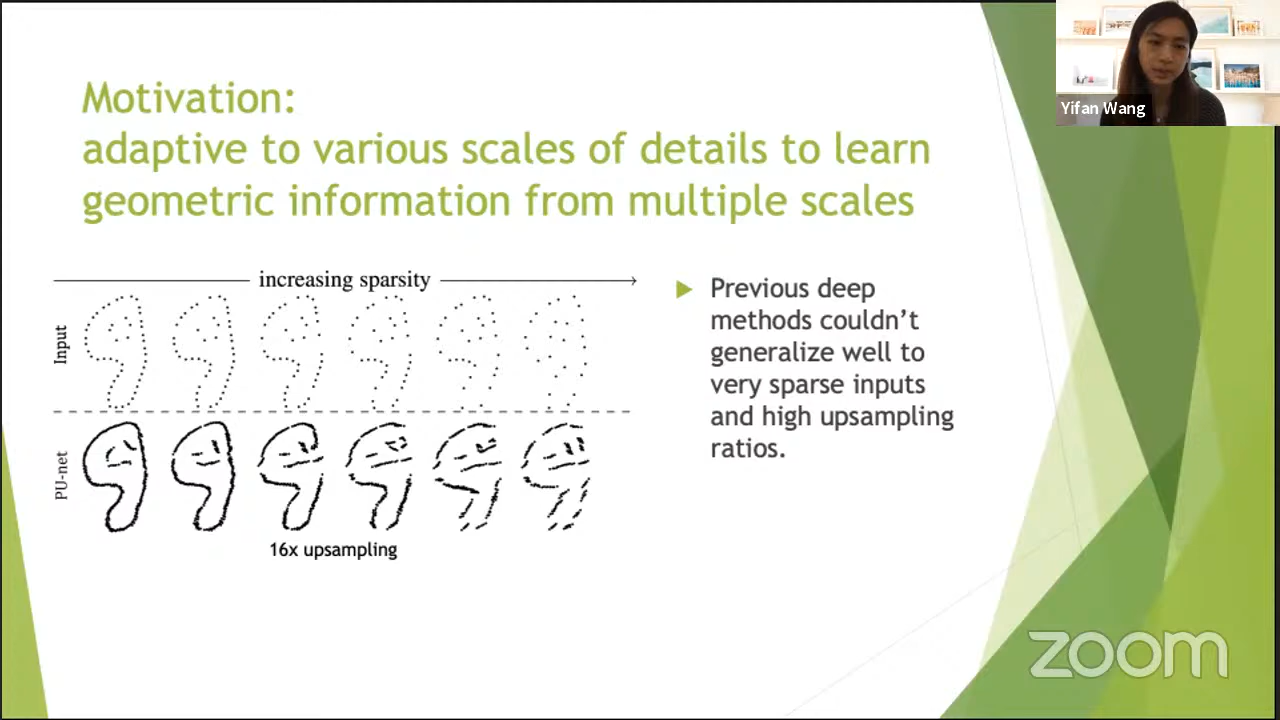 Yifan Wang
Motivation:
adaptive to various scales of details to learn
geometric information from multiple scales
increasing sparsity
Input
PU-net
16x upsampling
Previous deep
methods couldn't
generalize well to
very sparse inputs
and high upsampling
ratios.
zoom